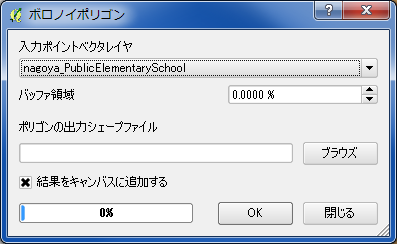 ボロノイポリゴン
入力ポイントベクタレイヤ
nagoya_PublicElementarySchool
バッファ領域
0.0000 %
ポリゴンの出力シェープファイル
ブラウズ
結果をキャンバスに追加する
0%
OK
閉じる